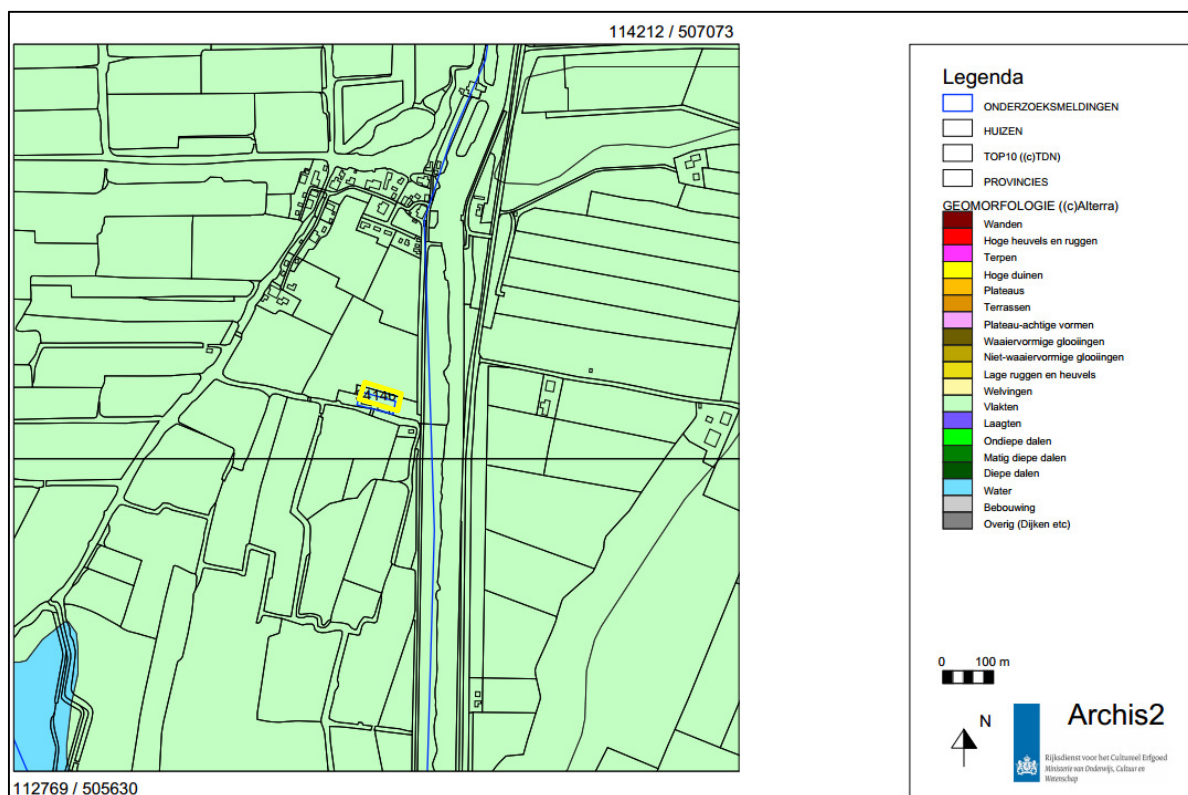 114212 / 507073
Legenda
ONDERZOEKSMELDINGEN
HUIZEN
TOP10 ((c)TDN)
PROVINCIES
GEOMORFOLOGIE ((c)Alterra)
Wanden
Hoge heuvels en ruggen
Terpen
Hoge duinen
Plateaus
Terrassen
Plateau-achtige vormen
Waaiervormige glooiingen
Niet-waaiervormige glooiingen
Lage ruggen en heuvels
Welvingen
Vlakten
Laagten
Ondiepe dalen
Matig diepe dalen
Diepe dalen
Water
Bebouwing
Overig (Dijken etc)
0 100 m
N
Archis2
Rijksdienst voor het Cultureel Erfgoed
Ministerie van Onderwijs, Cultuur en
Wetenschap
112769 / 505630